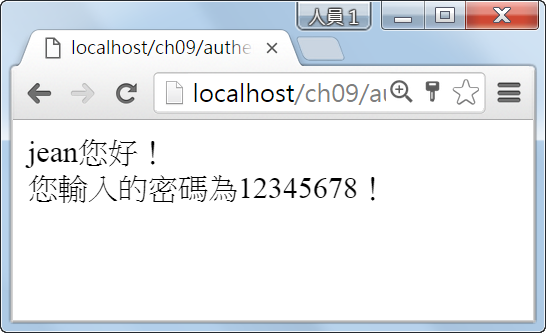 人員 1
localhost/ch09/authe
localhost/ch09/au
jean您好！
您輸入的密碼為12345678！